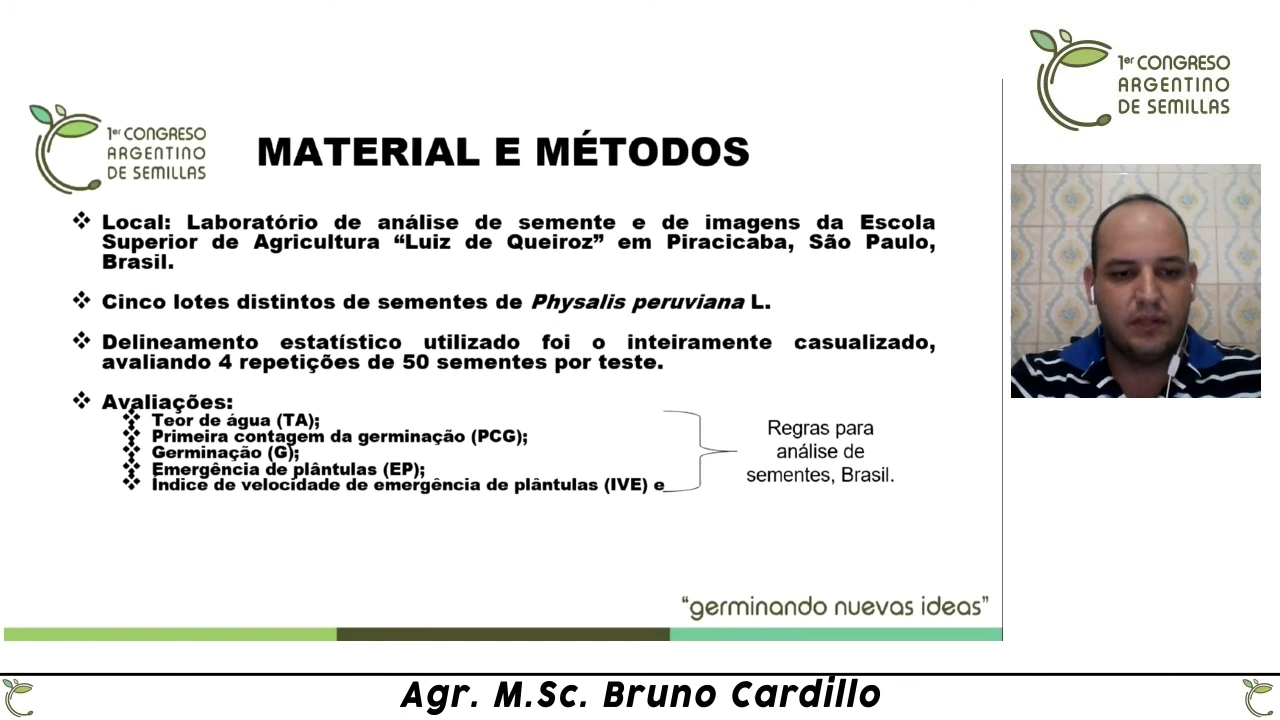 1er CONGRESO
ARGENTINO
DE SEMILLAS
1er CONGRESO
ARGENTINO
DE SEMILLAS
MATERIAL E MÉTODOS
Local: Laboratório de análise de semente e de imagens da Escola
Superior de Agricultura “Luiz de Queiroz” em Piracicaba, São Paulo,
Brasil.
Cinco lotes distintos de sementes de Physalis peruviana L.
Delineamento estatístico utilizado foi o inteiramente casualizado,
avaliando 4 repetições de 50 sementes por teste.
Avaliações:
Teor de água (TA);
Primeira contagem da germinação (PCG);
Germinação (G);
Emergência de plântulas (EP);
Índice de velocidade de emergência de plântulas (IVE) e
Regras para
análise de
sementes, Brasil.
“germinando nuevas ideas”
Agr. M.Sc. Bruno Cardillo